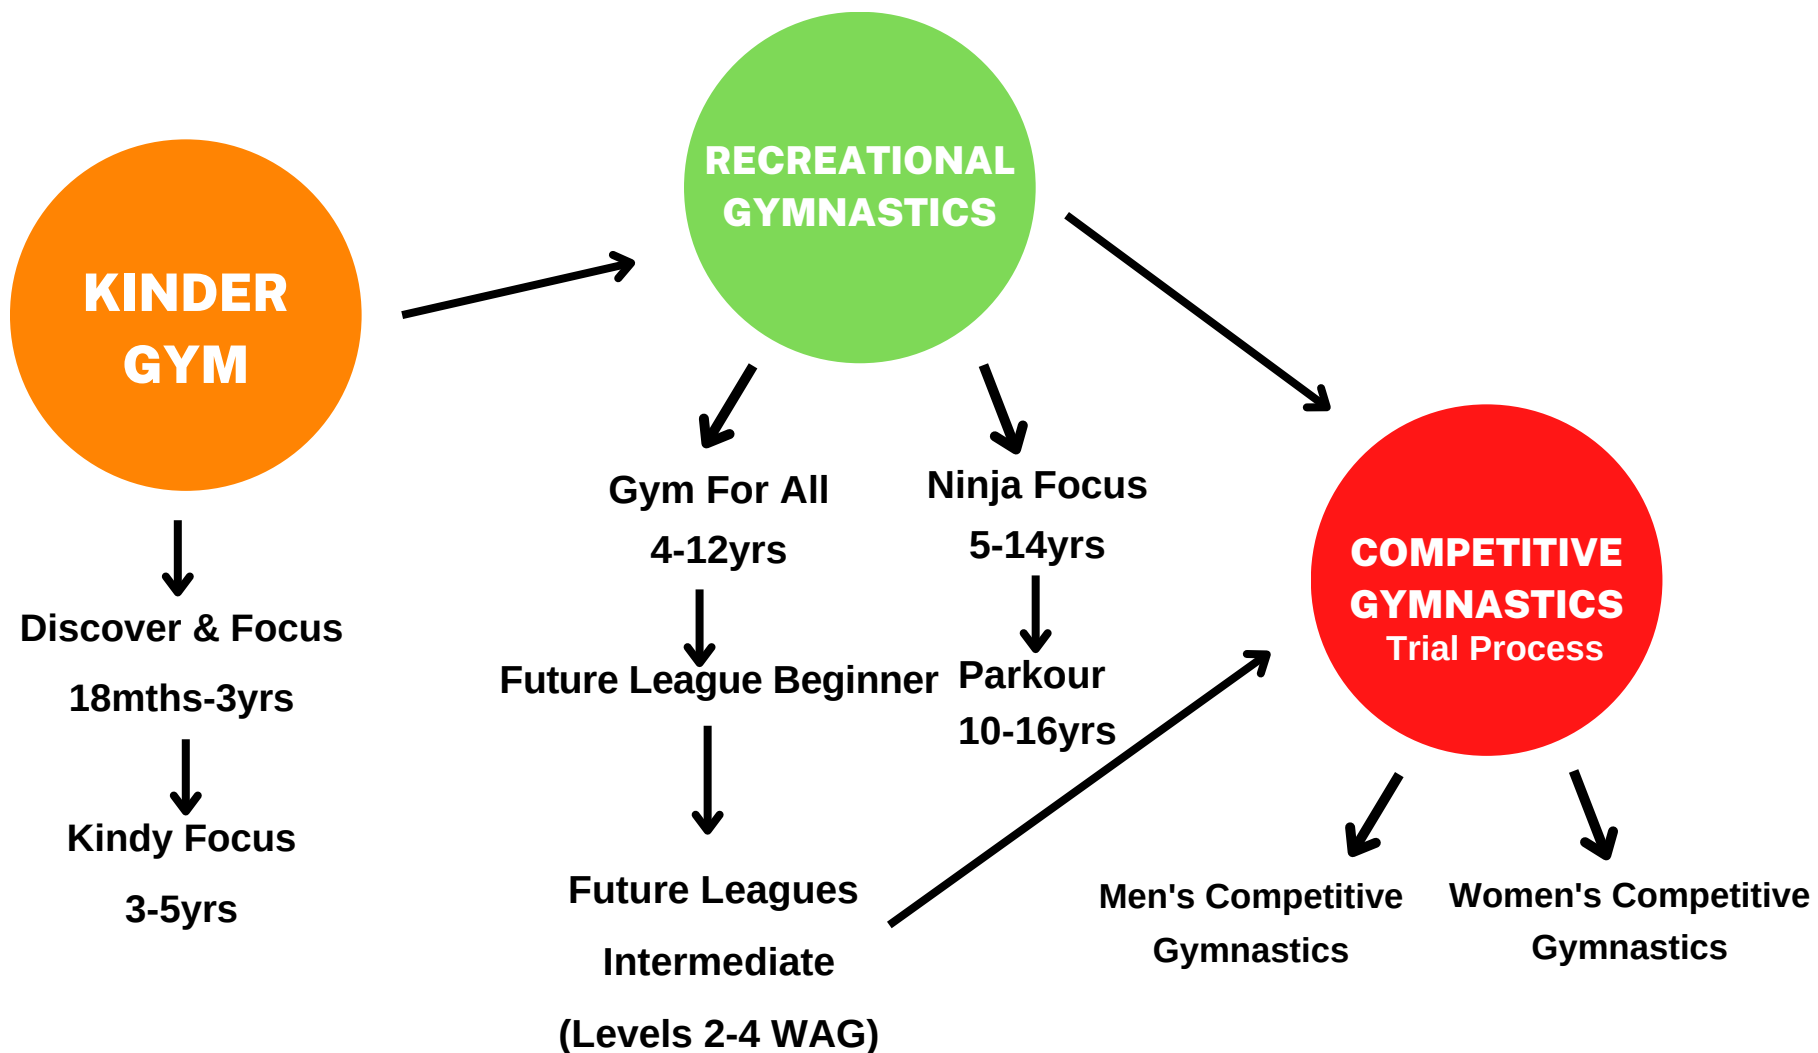 KINDER
GYM
Discover & Focus
18mths-3yrs
Kindy Focus
3-5yrs
RECREATIONAL
GYMNASTICS
Gym For All
4-12yrs
Future League Beginner
Future Leagues
Intermediate
(Levels 2-4 WAG)
Ninja Focus
5-14yrs
Parkour
10-16yrs
COMPETITIVE
GYMNASTICS
Trial Process
Men's Competitive
Gymnastics
Women's Competitive
Gymnastics